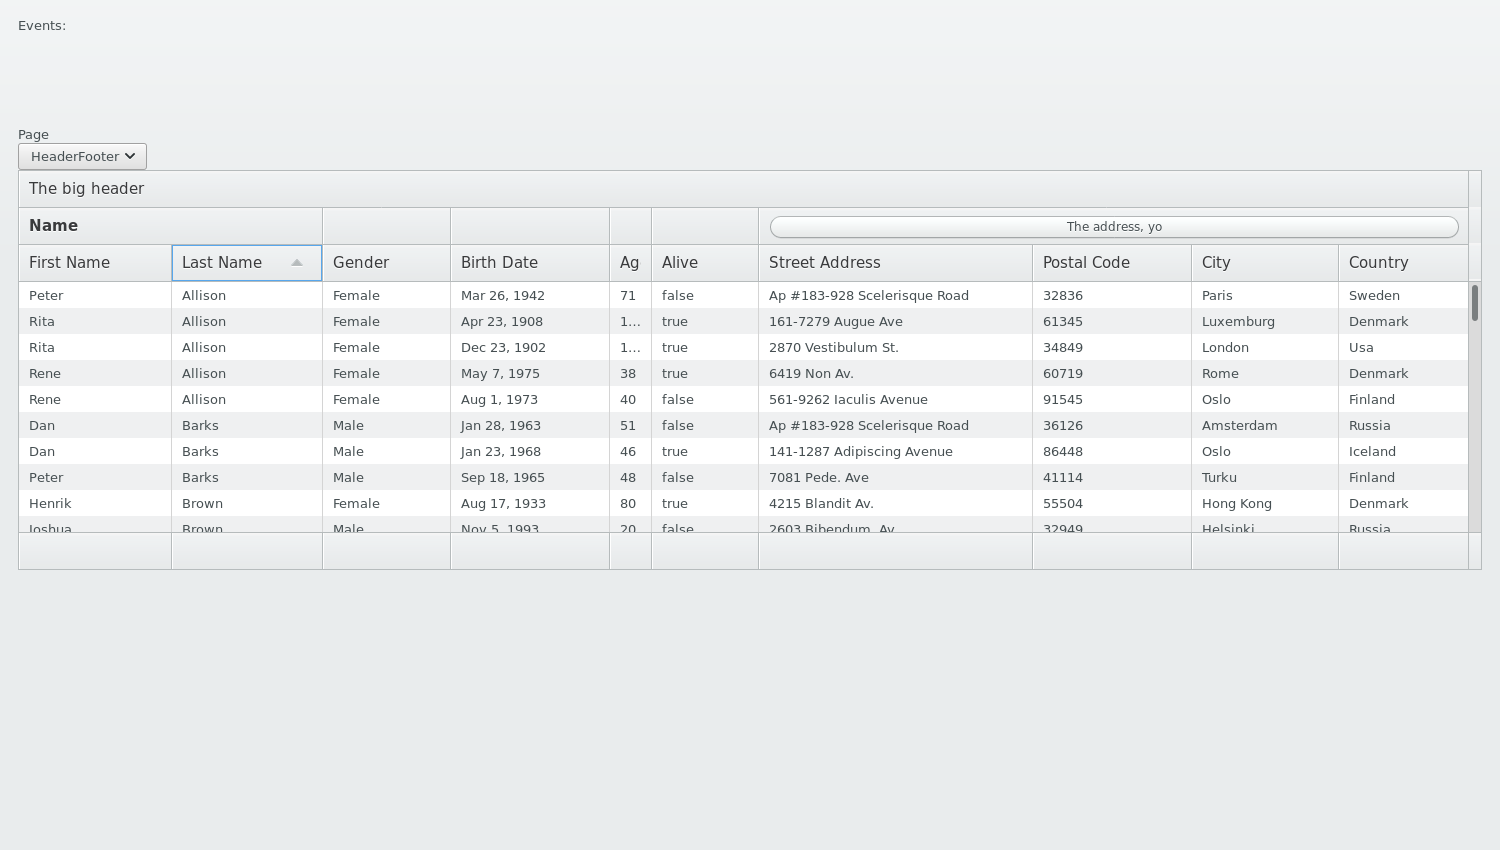 Events:
Page
HeaderFooter
The big header
Name The address, yo
First Name Last Name Gender Birth Date Ag Alive Street Address Postal Code City Country
Peter Allison Female Mar 26, 1942 71 false Ap #183-928 Scelerisque Road 32836 Paris Sweden
Rita Allison Female Apr 23, 1908 1... true 161-7279 Augue Ave 61345 Luxemburg Denmark
Rita Allison Female Dec 23, 1902 1... true 2870 Vestibulum St. 34849 London Usa
Rene Allison Female May 7, 1975 38 true 6419 Non Av. 60719 Rome Denmark
Rene Allison Female Aug 1, 1973 40 false 561-9262 Iaculis Avenue 91545 Oslo Finland
Dan Barks Male Jan 28, 1963 51 false Ap #183-928 Scelerisque Road 36126 Amsterdam Russia
Dan Barks Male Jan 23, 1968 46 true 141-1287 Adipiscing Avenue 86448 Oslo Iceland
Peter Barks Male Sep 18, 1965 48 false 7081 Pede. Ave 41114 Turku Finland
Henrik Brown Female Aug 17, 1933 80 true 4215 Blandit Av. 55504 Hong Kong Denmark
Joshua Brown Male Nov 5, 1993 20 false 2603 Bibendum. Av. 32949 Helsinki Russia